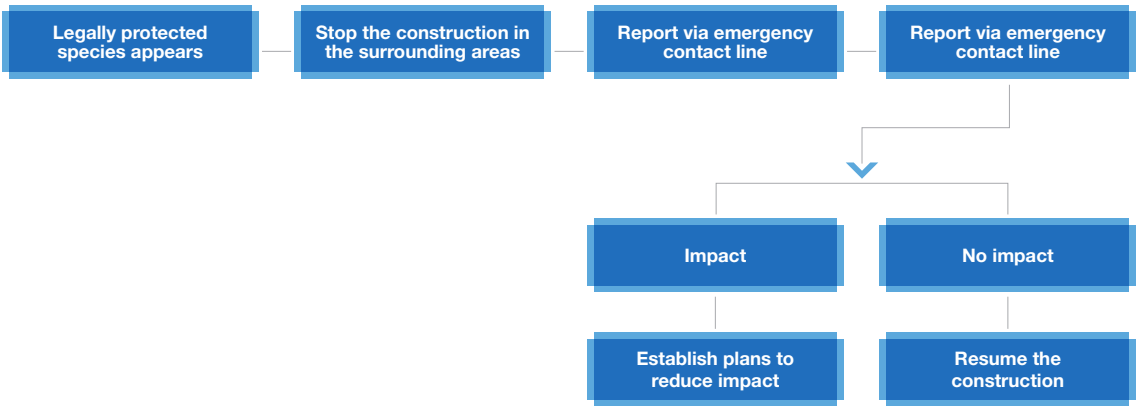 Legally protected
species appears
Stop the construction in
the surrounding areas
Report via emergency
contact line
Report via emergency
contact line
Impact
No impact
Establish plans to
reduce impact
Resume the
construction